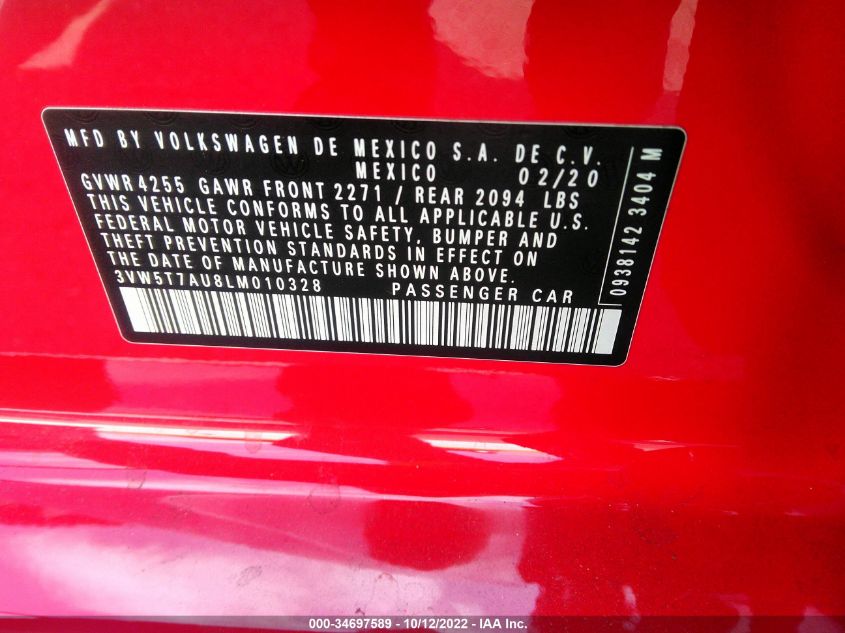 MFD BY VOLKSWAGEN DE MEXICO S.A. DE C.V.
MEXICO 02/20
GVWR 4255 GAWR FRONT 2271 / REAR 2094 LBS
THIS VEHICLE CONFORMS TO ALL APPLICABLE U.S.
FEDERAL MOTOR VEHICLE SAFETY, BUMPER AND
THEFT PREVENTION STANDARDS IN EFFECT ON
THE DATE OF MANUFACTURE SHOWN ABOVE.
3VW5T7AU8LM010328 PASSENGER CAR
0938142 3404 M
000-34697589 - 10/12/2022 - IAA Inc.